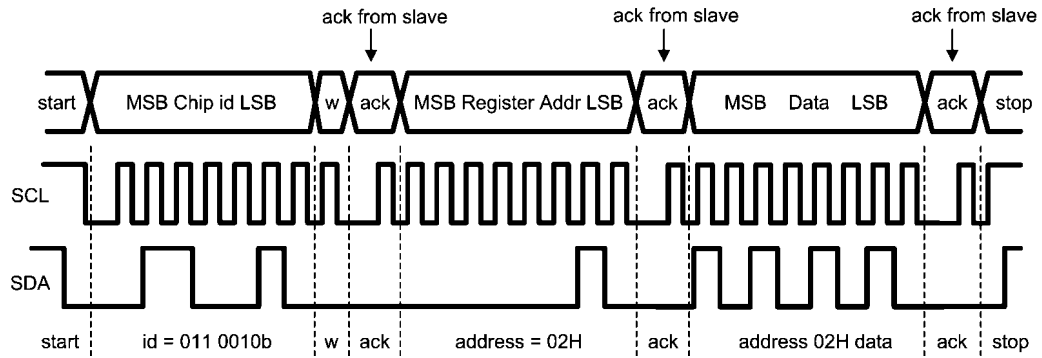 ack from slave ack from slave ack from slave
start MSB Chip id LSB w ack MSB Register Addr LSB ack MSB Data LSB ack stop
SCL
SDA
start id = 011 0010b w ack address = 02H ack address 02H data ack stop